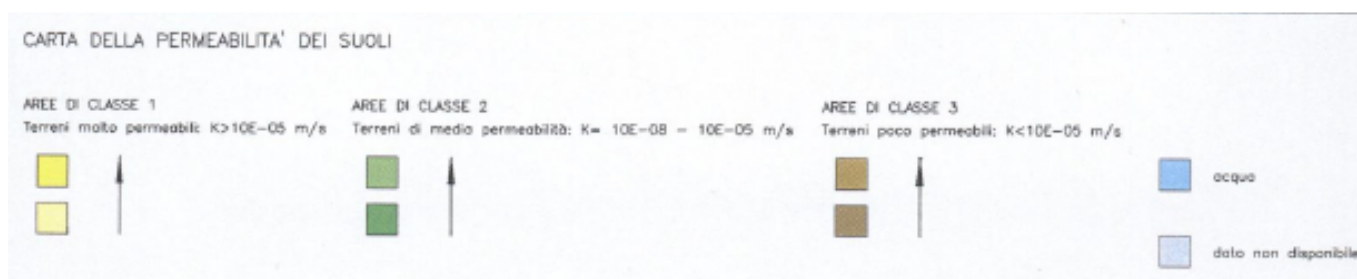 CARTA DELLA PERMEABILITA' DEI SUOLI
AREE DI CLASSE 1
Terreni molto permeabili: K>10E-05 m/s
AREE DI CLASSE 2
Terreni di media permeabilità: K= 10E-08 - 10E-05 m/s
AREE DI CLASSE 3
Terreni poco permeabili: K<10E-05 m/s
acqua
dato non disponibile